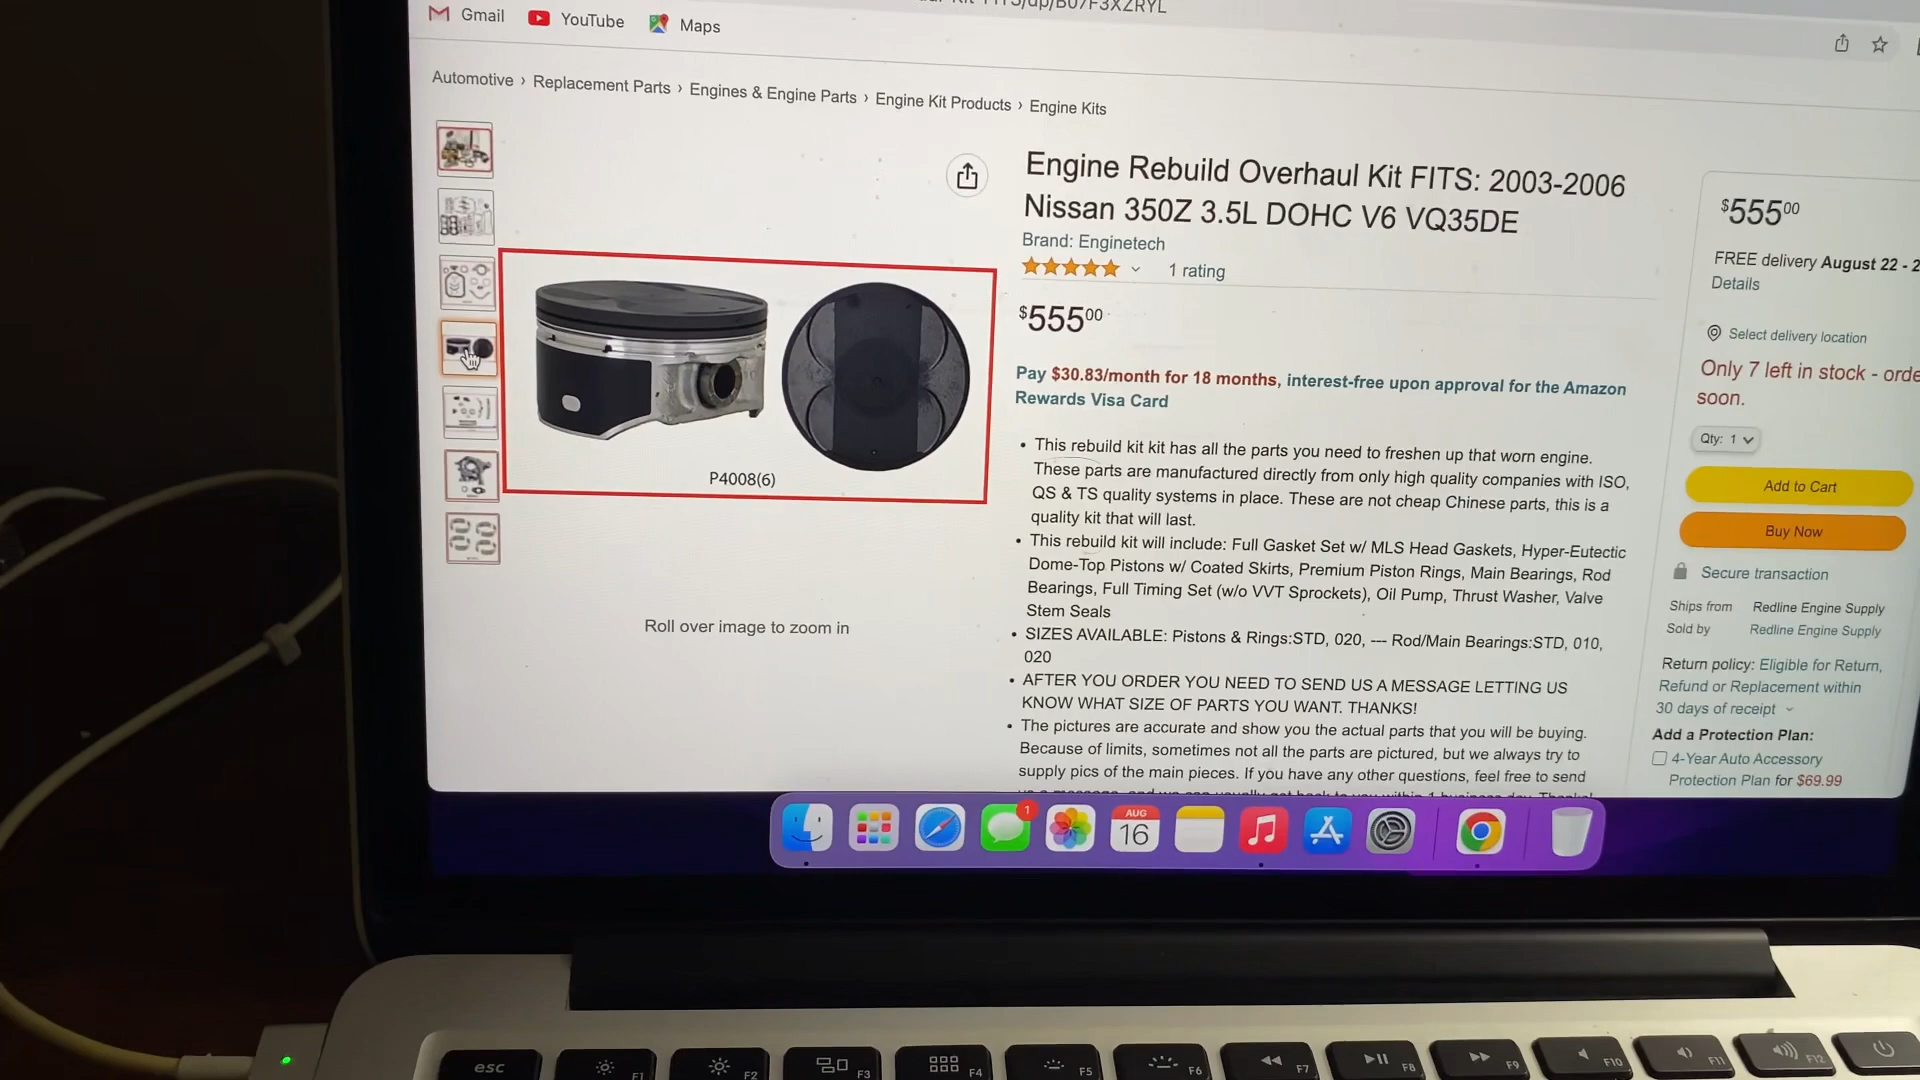 Gmail YouTube Maps
Automotive › Replacement Parts › Engines & Engine Parts › Engine Kit Products › Engine Kits
Engine Rebuild Overhaul Kit FITS: 2003-2006
Nissan 350Z 3.5L DOHC V6 VQ35DE
Brand: Enginetech
1 rating
$55500
Pay $30.83/month for 18 months, interest-free upon approval for the Amazon
Rewards Visa Card
• This rebuild kit kit has all the parts you need to freshen up that worn engine.
These parts are manufactured directly from only high quality companies with ISO,
QS & TS quality systems in place. These are not cheap Chinese parts, this is a
quality kit that will last.
• This rebuild kit will include: Full Gasket Set w/ MLS Head Gaskets, Hyper-Eutectic
Dome-Top Pistons w/ Coated Skirts, Premium Piston Rings, Main Bearings, Rod
Bearings, Full Timing Set (w/o VVT Sprockets), Oil Pump, Thrust Washer, Valve
Stem Seals
• SIZES AVAILABLE: Pistons & Rings:STD, 020, --- Rod/Main Bearings:STD, 010,
020
• AFTER YOU ORDER YOU NEED TO SEND US A MESSAGE LETTING US
KNOW WHAT SIZE OF PARTS YOU WANT. THANKS!
• The pictures are accurate and show you the actual parts that you will be buying.
Because of limits, sometimes not all the parts are pictured, but we always try to
supply pics of the main pieces. If you have any other questions, feel free to send
P4008(6)
Roll over image to zoom in
$55500
FREE delivery August 22 - 2
Details
Select delivery location
Only 7 left in stock - orde
soon.
Qty: 1
Add to Cart
Buy Now
Secure transaction
Ships from Redline Engine Supply
Sold by Redline Engine Supply
Return policy: Eligible for Return,
Refund or Replacement within
30 days of receipt
Add a Protection Plan:
4-Year Auto Accessory
Protection Plan for $69.99
1
AUG
16
esc F1 F2 F3 F4 F5 F6 F7 F8 F9 F10 F11 F12